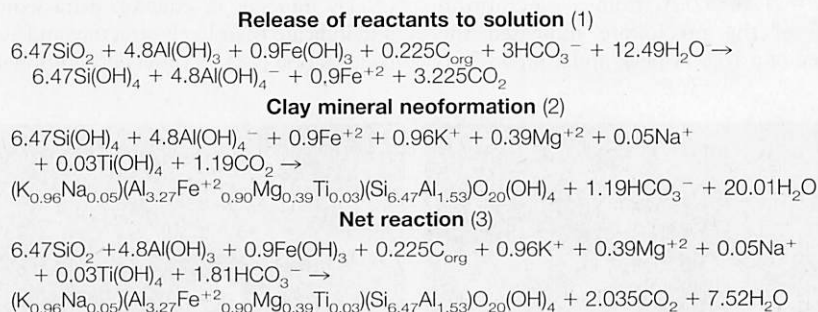 Release of reactants to solution (1)
6.47SiO₂ + 4.8Al(OH)₃ + 0.9Fe(OH)₃ + 0.225C_org + 3HCO₃⁻ + 12.49H₂O →
6.47Si(OH)₄ + 4.8Al(OH)₄⁻ + 0.9Fe⁺² + 3.225CO₂
Clay mineral neoformation (2)
6.47Si(OH)₄ + 4.8Al(OH)₄⁻ + 0.9Fe⁺² + 0.96K⁺ + 0.39Mg⁺² + 0.05Na⁺
+ 0.03Ti(OH)₄ + 1.19CO₂ →
(K₀.₉₆Na₀.₀₅)(Al₃.₂₇Fe⁺²₀.₉₀Mg₀.₃₉Ti₀.₀₃)(Si₆.₄₇Al₁.₅₃)O₂₀(OH)₄ + 1.19HCO₃⁻ + 20.01H₂O
Net reaction (3)
6.47SiO₂ +4.8Al(OH)₃ + 0.9Fe(OH)₃ + 0.225C_org + 0.96K⁺ + 0.39Mg⁺² + 0.05Na⁺
+ 0.03Ti(OH)₄ + 1.81HCO₃⁻ →
(K₀.₉₆Na₀.₀₅)(Al₃.₂₇Fe⁺²₀.₉₀Mg₀.₃₉Ti₀.₀₃)(Si₆.₄₇Al₁.₅₃)O₂₀(OH)₄ + 2.035CO₂ + 7.52H₂O